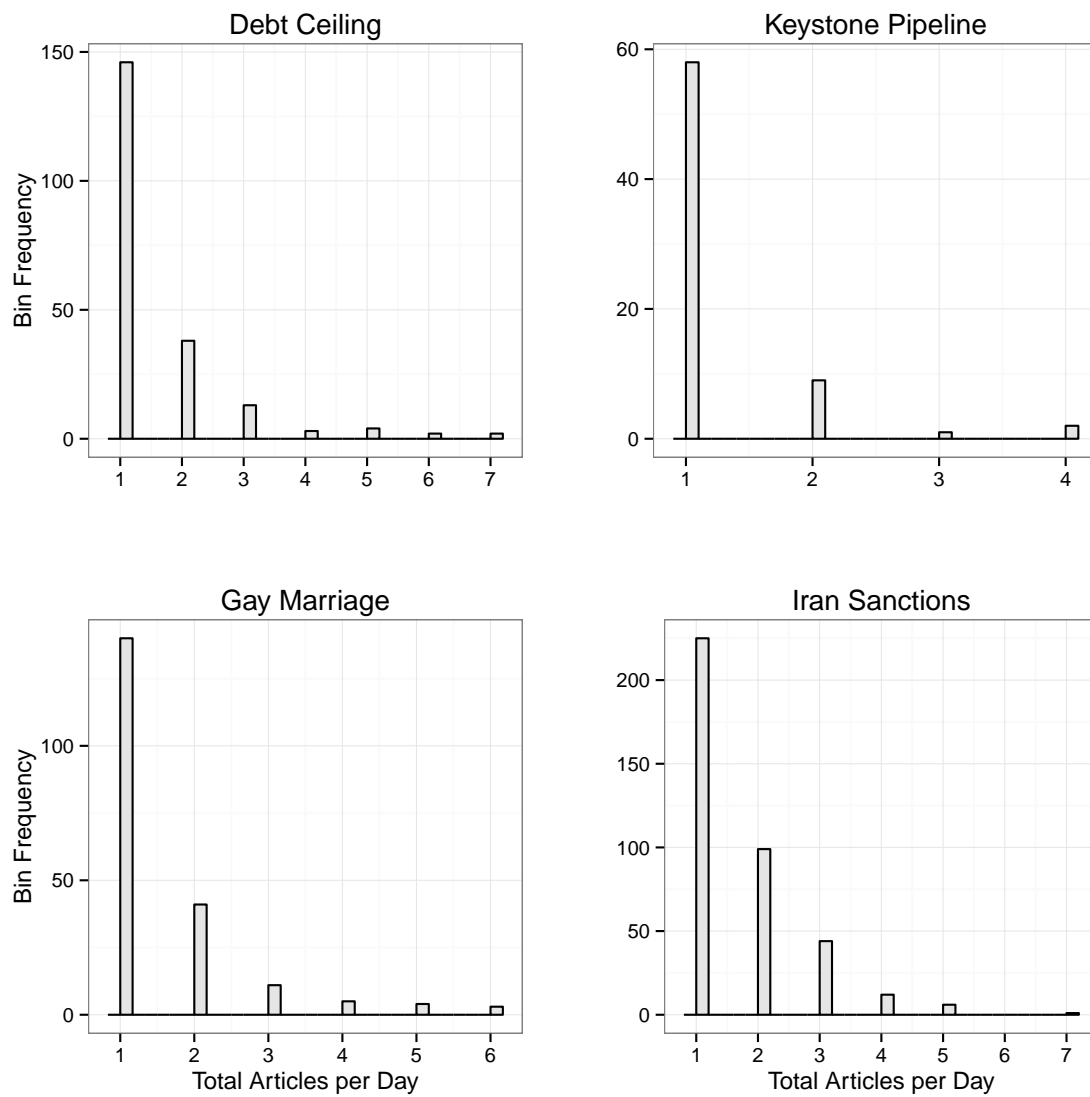 Debt Ceiling
Keystone Pipeline
150
100
50
0
Bin Frequency
1 2 3 4 5 6 7
60
40
20
0
1 2 3 4
Gay Marriage
Iran Sanctions
100
50
0
Bin Frequency
1 2 3 4 5 6
Total Articles per Day
200
150
100
50
0
1 2 3 4 5 6 7
Total Articles per Day